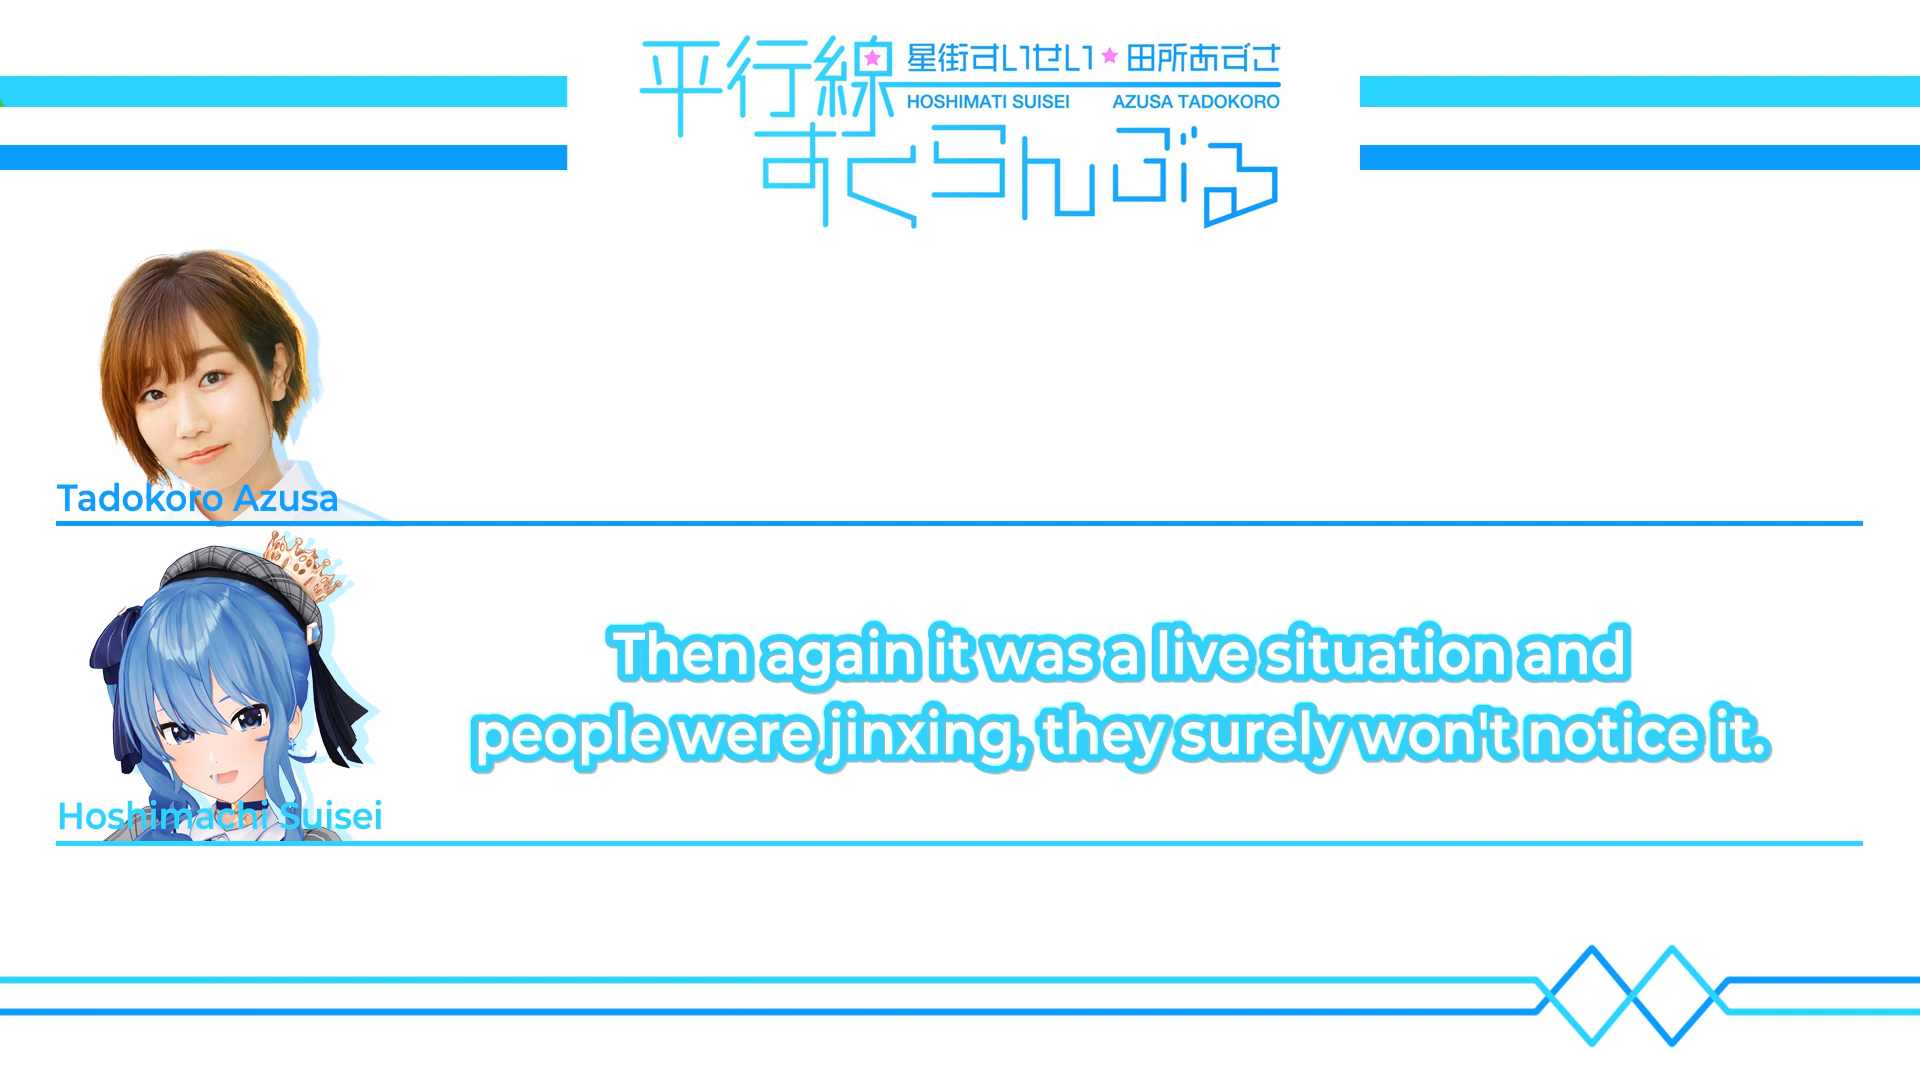 平行線
星街すいせい★田所あずさ
HOSHIMATI SUISEI AZUSA TADOKORO
すくらんぶる
Tadokoro Azusa
Then again it was a live situation and
people were jinxing, they surely won't notice it.
Hoshimachi Suisei